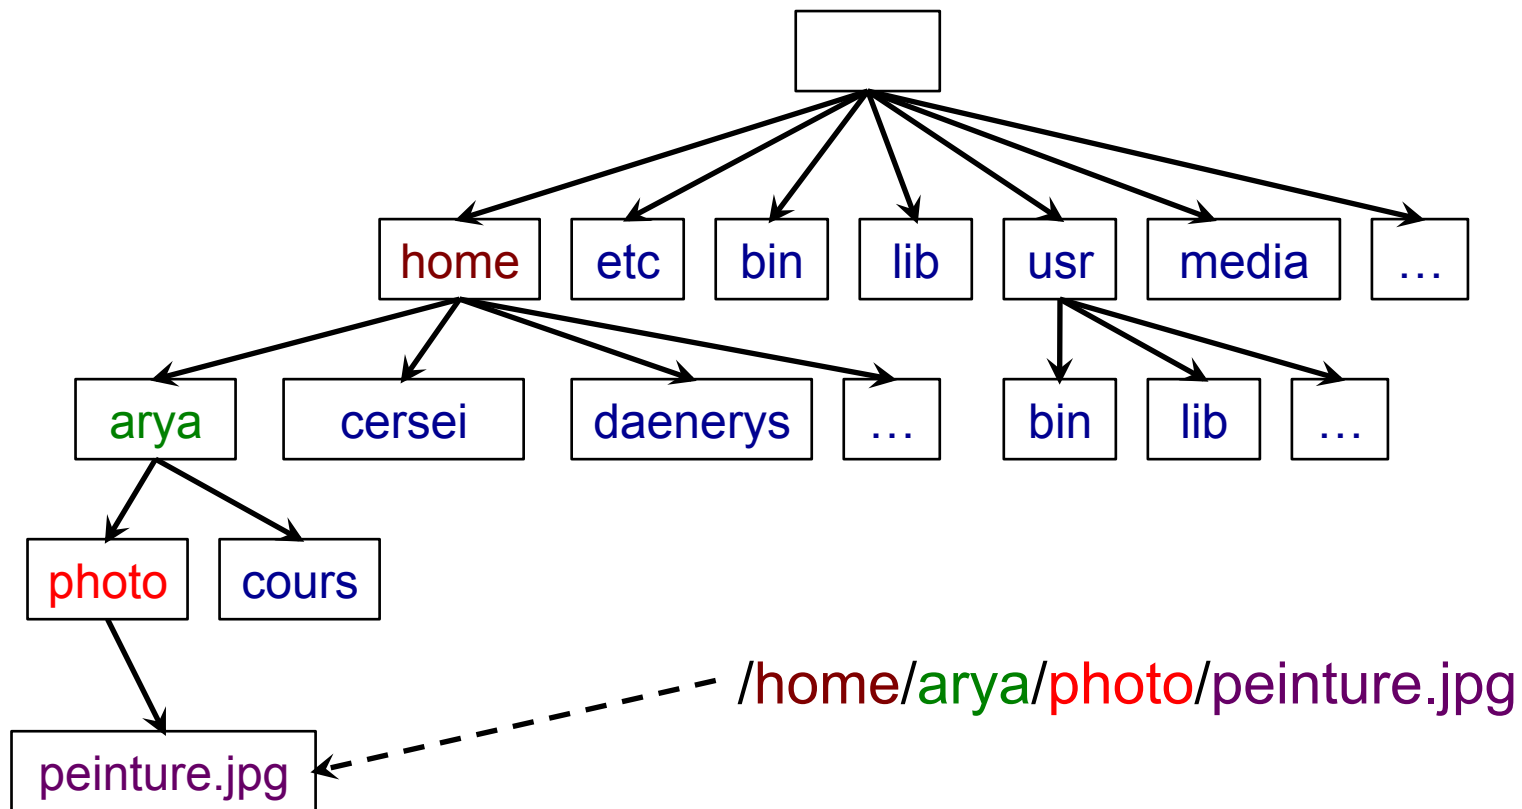 home etc bin lib usr media …
arya cersei daenerys … bin lib …
photo cours
/home/arya/photo/peinture.jpg
peinture.jpg